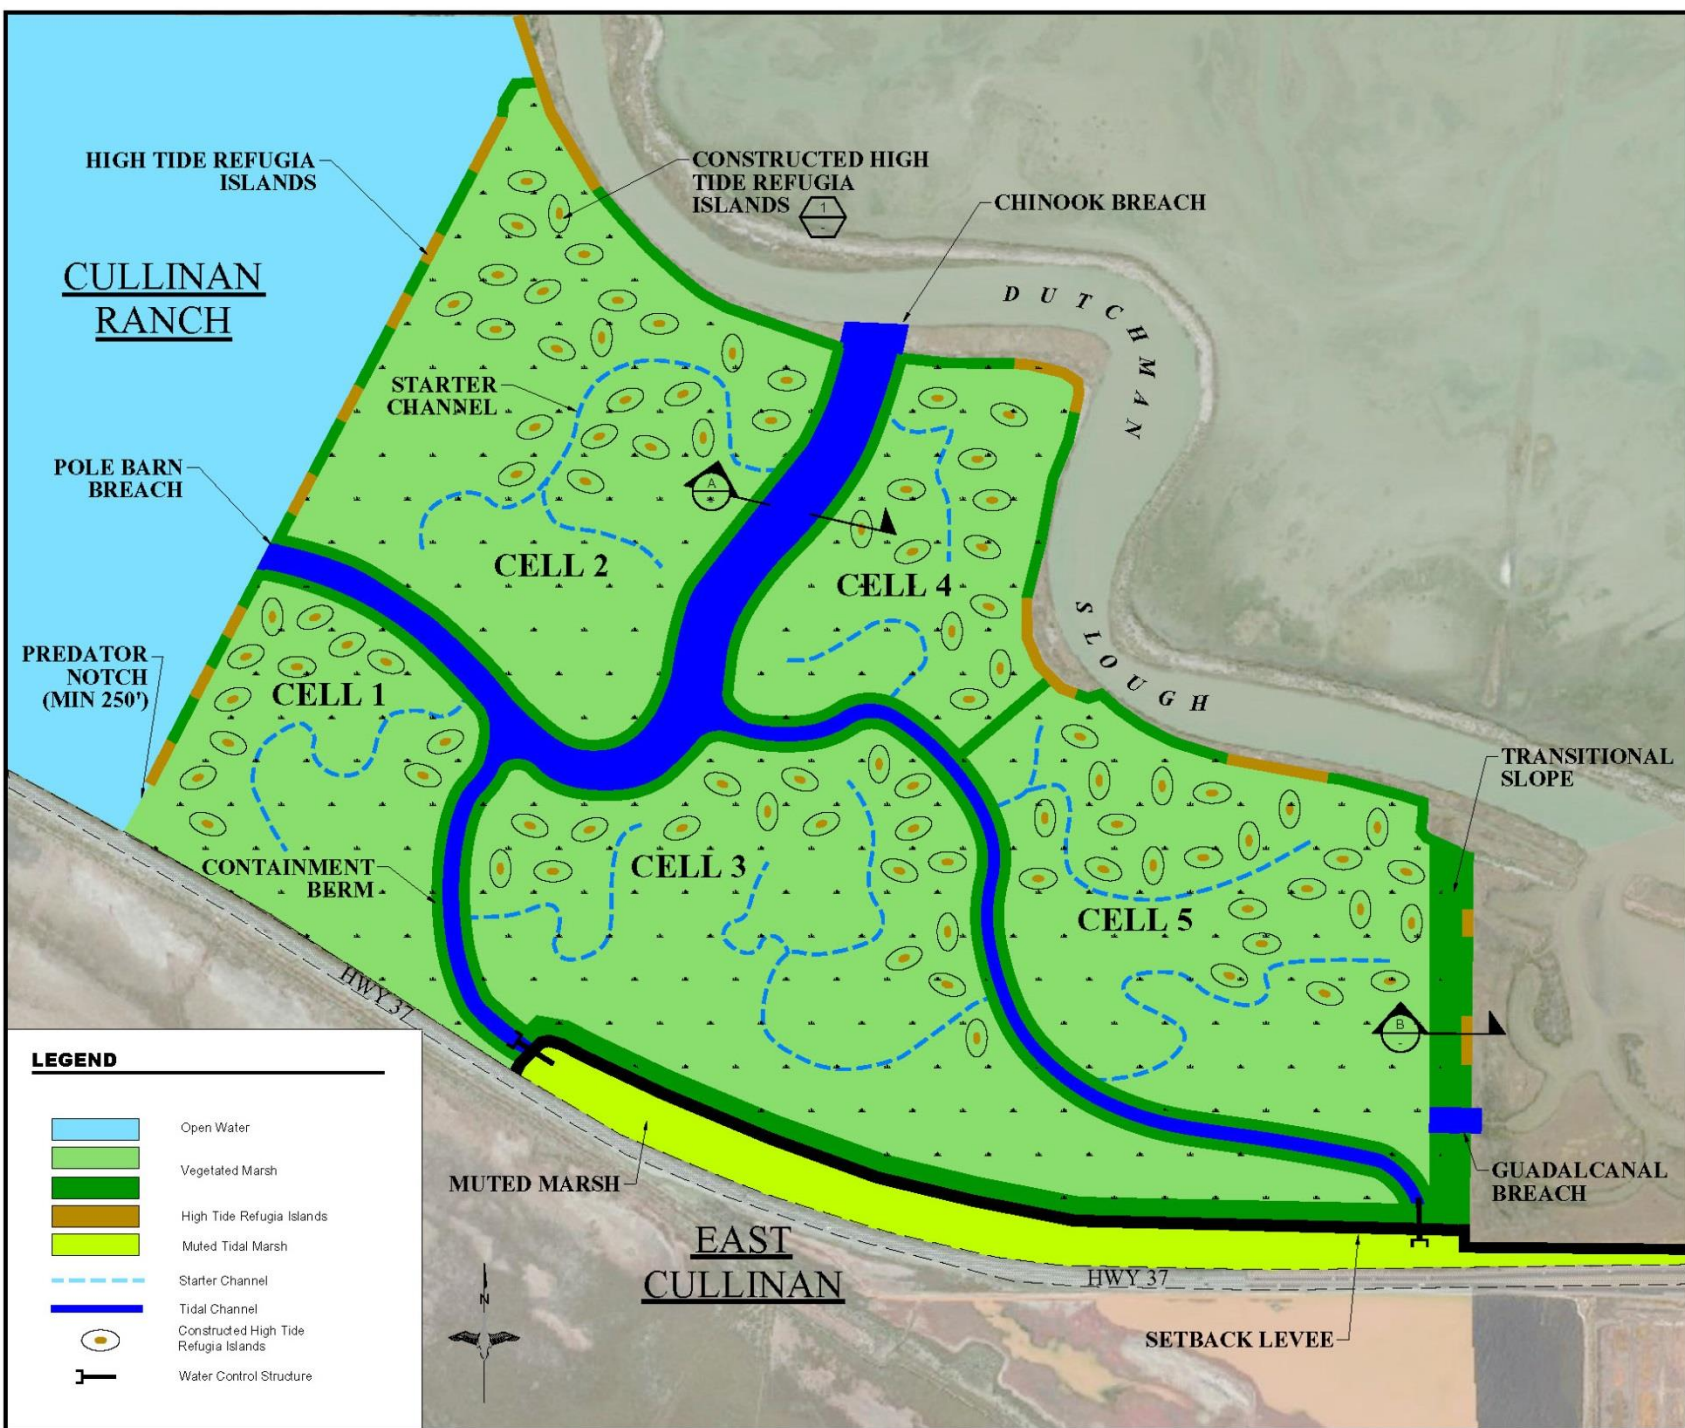 HIGH TIDE REFUGIA
ISLANDS
CONSTRUCTED HIGH
TIDE REFUGIA
ISLANDS
1
-
CHINOOK BREACH
CULLINAN
RANCH
DUTCHMAN
SLOUGH
STARTER
CHANNEL
POLE BARN
BREACH
A
-
CELL 2
CELL 4
PREDATOR
NOTCH
(MIN 250')
CELL 1
TRANSITIONAL
SLOPE
CONTAINMENT
BERM
CELL 3
CELL 5
HWY 37
B
-
MUTED MARSH
GUADALCANAL
BREACH
EAST
CULLINAN
HWY 37
SETBACK LEVEE
N
LEGEND
Open Water
Vegetated Marsh
High Tide Refugia Islands
Muted Tidal Marsh
Starter Channel
Tidal Channel
Constructed High Tide
Refugia Islands
Water Control Structure